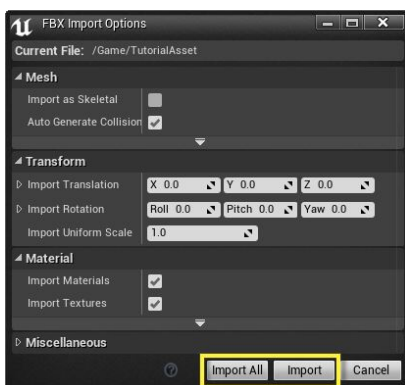 FBX Import Options
Current File: /Game/TutorialAsset
Mesh
Import as Skeletal
Auto Generate Collision
Transform
Import Translation X 0.0 Y 0.0 Z 0.0
Import Rotation Roll 0.0 Pitch 0.0 Yaw 0.0
Import Uniform Scale 1.0
Material
Import Materials
Import Textures
Miscellaneous
? Import All Import Cancel